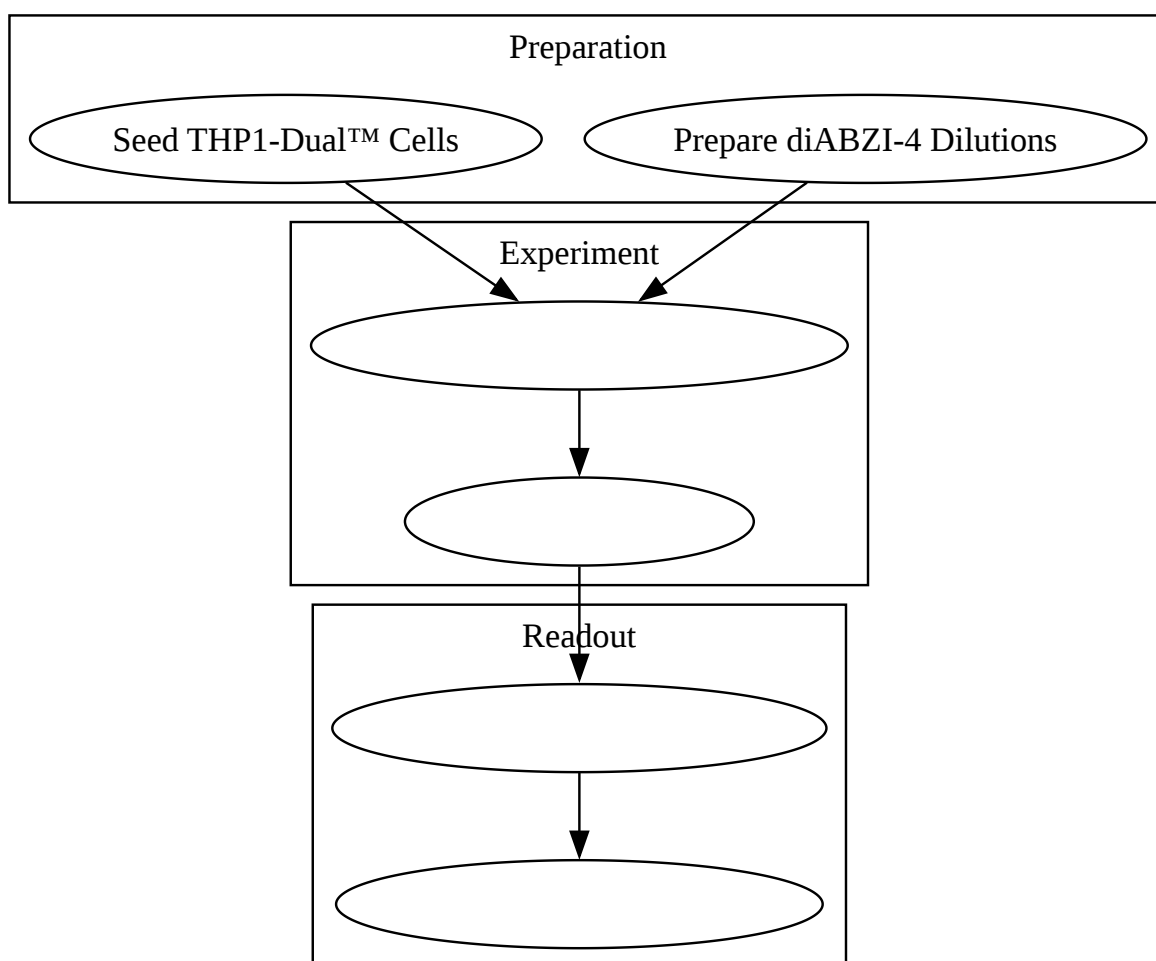 Preparation
Seed THP1-Dual™ Cells
Prepare diABZI-4 Dilutions
Experiment
Readout